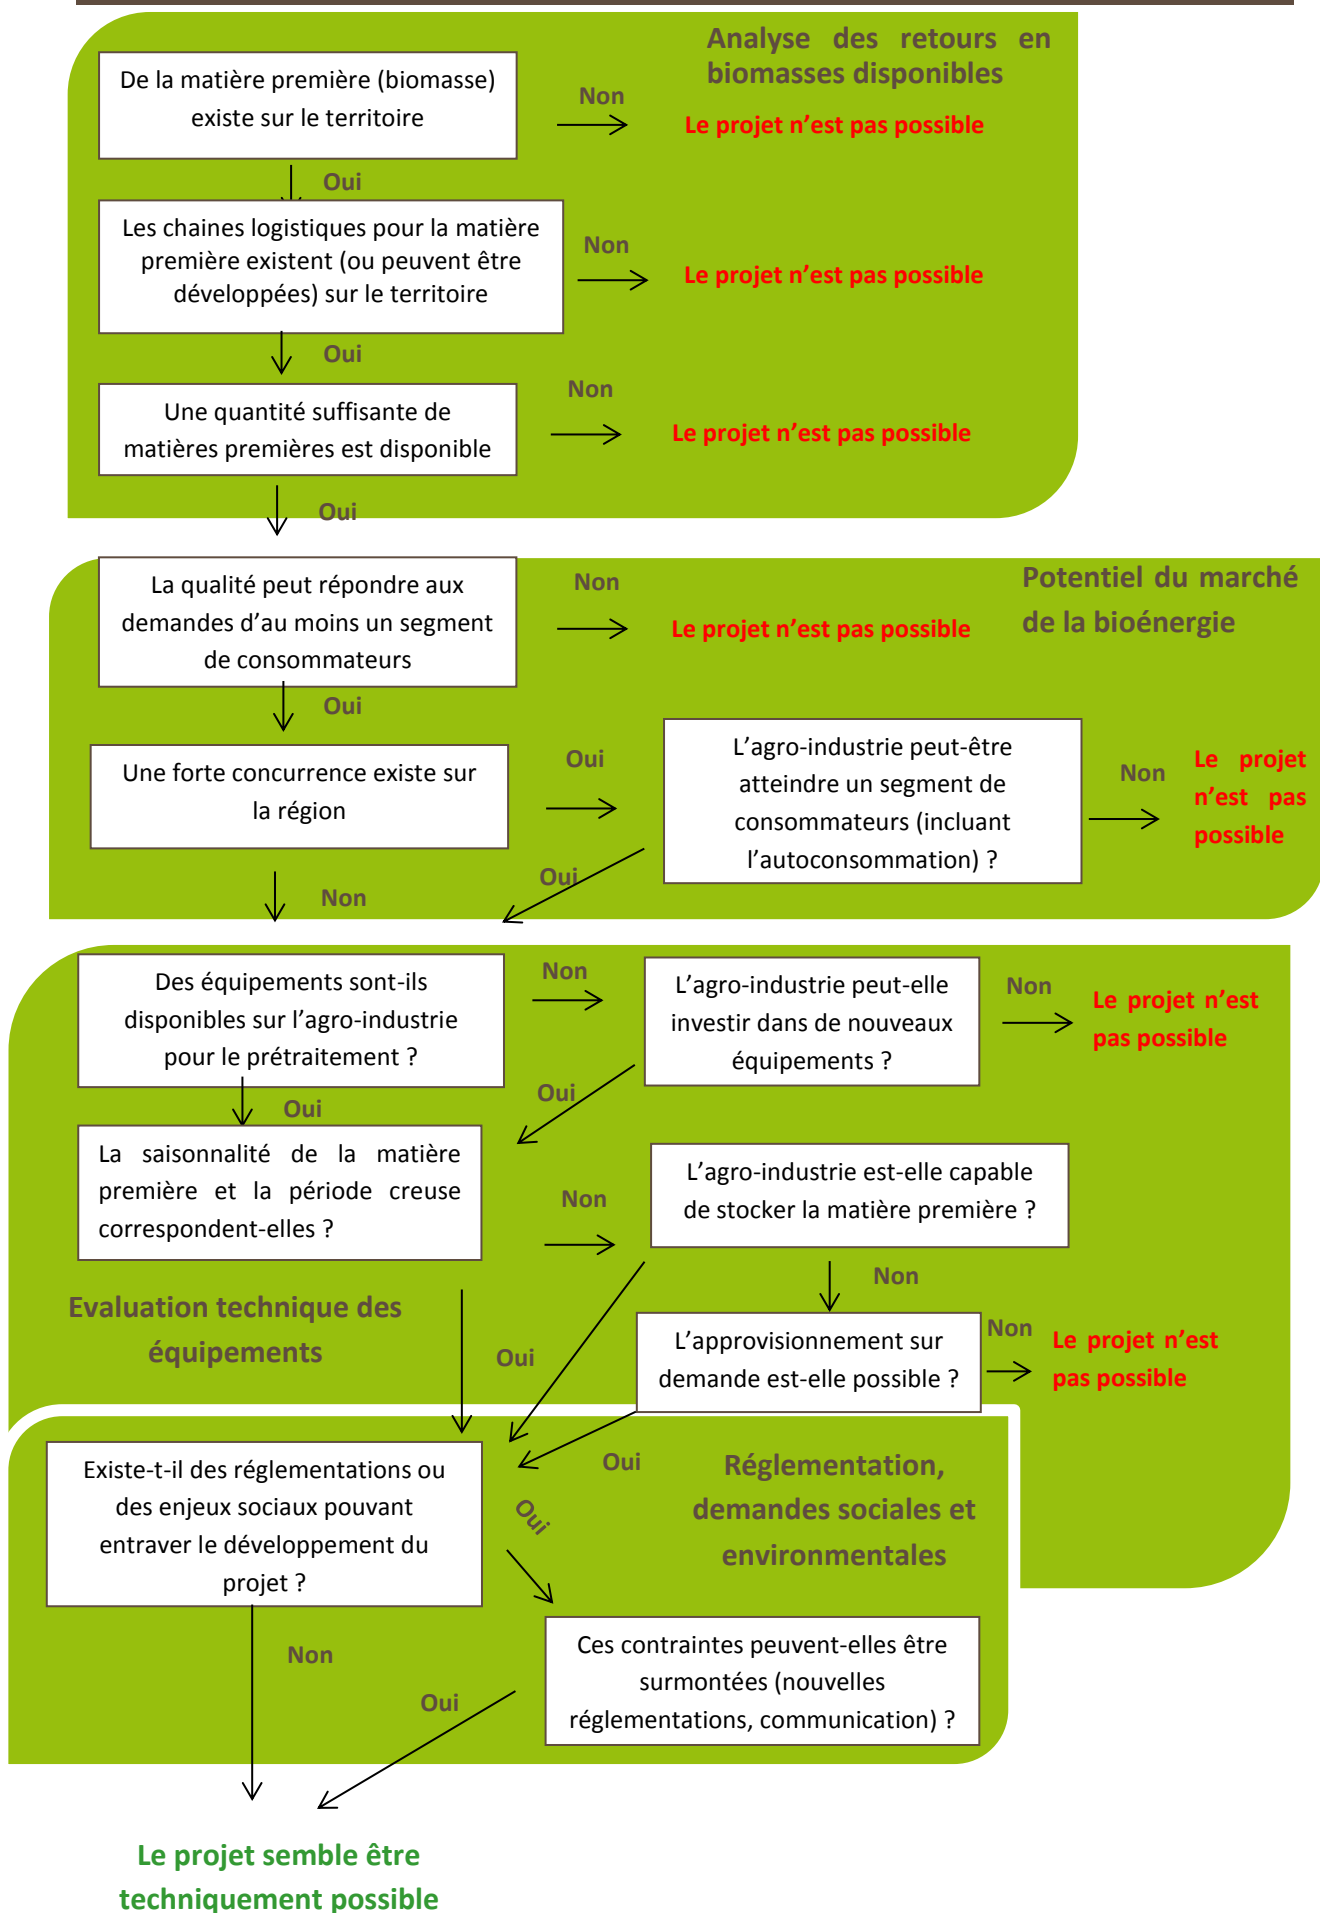 Analyse des retours en
biomasses disponibles
De la matière première (biomasse)
existe sur le territoire
Non
Le projet n'est pas possible
Oui
Les chaines logistiques pour la matière
première existent (ou peuvent être
développées) sur le territoire
Non
Le projet n'est pas possible
Oui
Une quantité suffisante de
matières premières est disponible
Non
Le projet n'est pas possible
Oui
Potentiel du marché
de la bioénergie
La qualité peut répondre aux
demandes d'au moins un segment
de consommateurs
Non
Le projet n'est pas possible
Oui
Une forte concurrence existe sur
la région
Oui
L'agro-industrie peut-être
atteindre un segment de
consommateurs (incluant
l'autoconsommation) ?
Non
Le projet
n'est pas
possible
Oui
Non
Des équipements sont-ils
disponibles sur l'agro-industrie
pour le prétraitement ?
Non
L'agro-industrie peut-elle
investir dans de nouveaux
équipements ?
Non
Le projet n'est
pas possible
Oui
Oui
La saisonnalité de la matière
première et la période creuse
correspondent-elles ?
Non
L'agro-industrie est-elle capable
de stocker la matière première ?
Non
Evaluation technique des
équipements
Oui
L'approvisionnement sur
demande est-elle possible ?
Non
Le projet n'est
pas possible
Oui
Réglementation,
demandes sociales et
environnementales
Existe-t-il des réglementations ou
des enjeux sociaux pouvant
entraver le développement du
projet ?
Oui
Non
Ces contraintes peuvent-elles être
surmontées (nouvelles
réglementations, communication) ?
Oui
Le projet semble être
techniquement possible